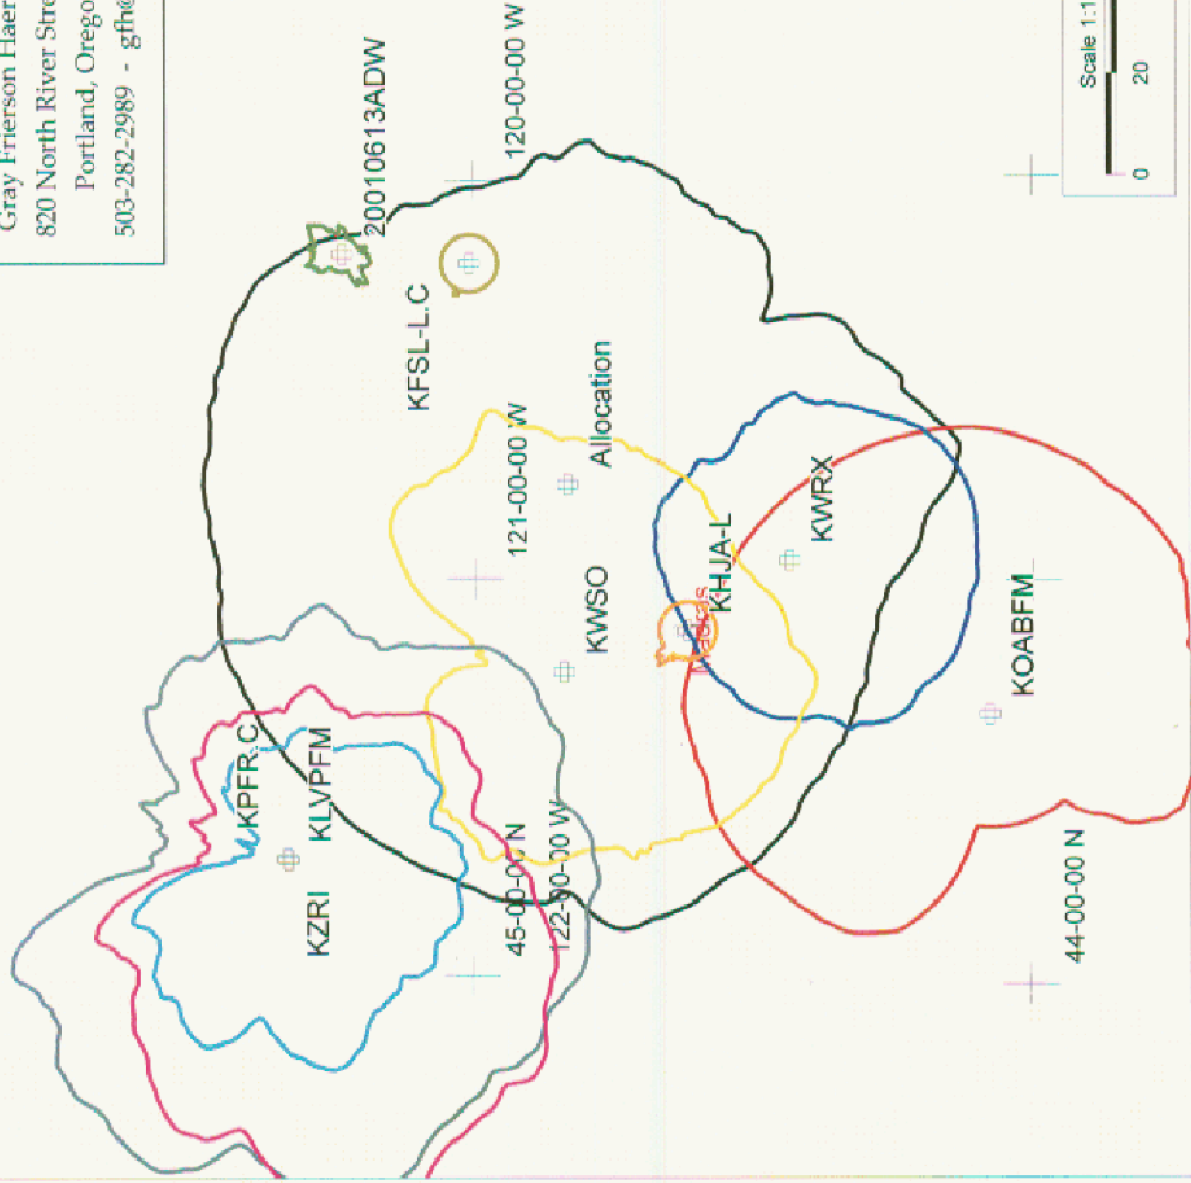 Gray Frierson Haer
820 North River Stre
Portland, Orego
503-282-2989 - gfh
20010613ADW
120-00-00 W
Scale 1:1
0 20
KFSL-L.C
Allocation
121-00-00 W
KWRX
KHJA-L
Madras
KWSO
KOABFM
KPFR.C
KLVPFM
KZRI
45-00-00 N
122-00-00 W
44-00-00 N